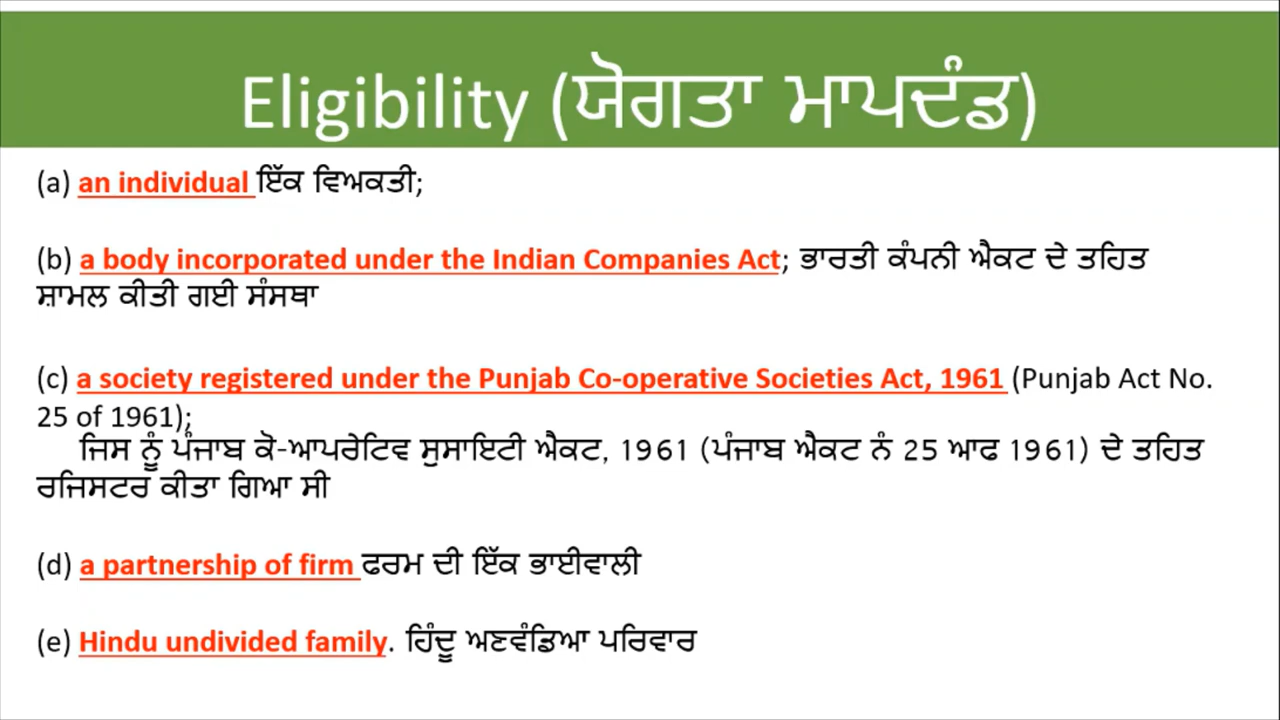 Eligibility (ਯੋਗਤਾ ਮਾਪਦੰਡ)
(a) an individual ਇੱਕ ਵਿਅਕਤੀ;
(b) a body incorporated under the Indian Companies Act; ਭਾਰਤੀ ਕੰਪਨੀ ਐਕਟ ਦੇ ਤਹਿਤ
ਸ਼ਾਮਲ ਕੀਤੀ ਗਈ ਸੰਸਥਾ
(c) a society registered under the Punjab Co-operative Societies Act, 1961 (Punjab Act No.
25 of 1961);
ਜਿਸ ਨੂੰ ਪੰਜਾਬ ਕੋ-ਆਪਰੇਟਿਵ ਸੁਸਾਇਟੀ ਐਕਟ, 1961 (ਪੰਜਾਬ ਐਕਟ ਨੰ 25 ਆਫ 1961) ਦੇ ਤਹਿਤ
ਰਜਿਸਟਰ ਕੀਤਾ ਗਿਆ ਸੀ
(d) a partnership of firm ਫਰਮ ਦੀ ਇੱਕ ਭਾਈਵਾਲੀ
(e) Hindu undivided family. ਹਿੰਦੂ ਅਣਵੰਡਿਆ ਪਰਿਵਾਰ